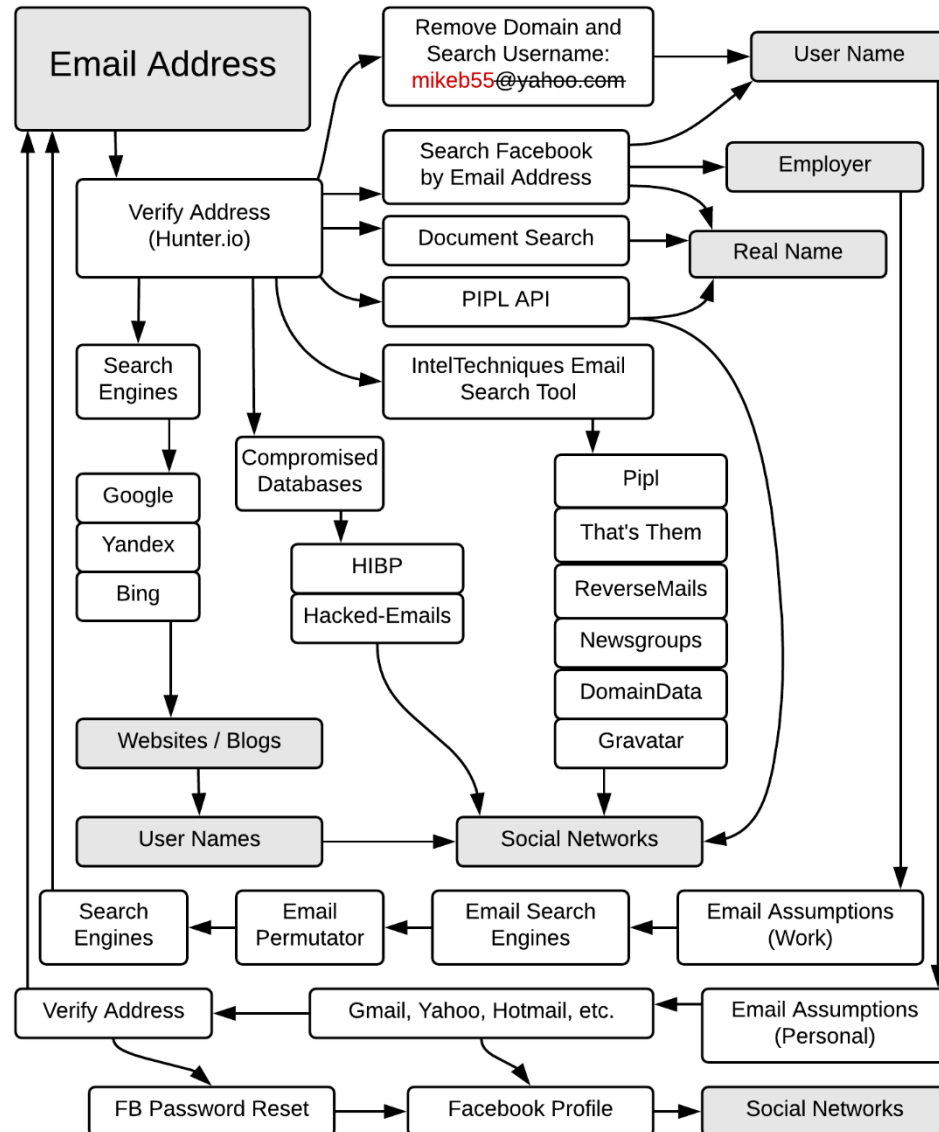 Email Address
Remove Domain and
Search Username:
mikeb55@yahoo.com
User Name
Search Facebook
by Email Address
Employer
Verify Address
(Hunter.io)
Document Search
Real Name
PIPL API
Search
Engines
IntelTechniques Email
Search Tool
Compromised
Databases
Google
Yandex
Bing
HIBP
Hacked-Emails
Pipl
That's Them
ReverseMails
Newsgroups
DomainData
Gravatar
Websites / Blogs
User Names
Social Networks
Search
Engines
Email
Permutator
Email Search
Engines
Email Assumptions
(Work)
Verify Address
Gmail, Yahoo, Hotmail, etc.
Email Assumptions
(Personal)
FB Password Reset
Facebook Profile
Social Networks